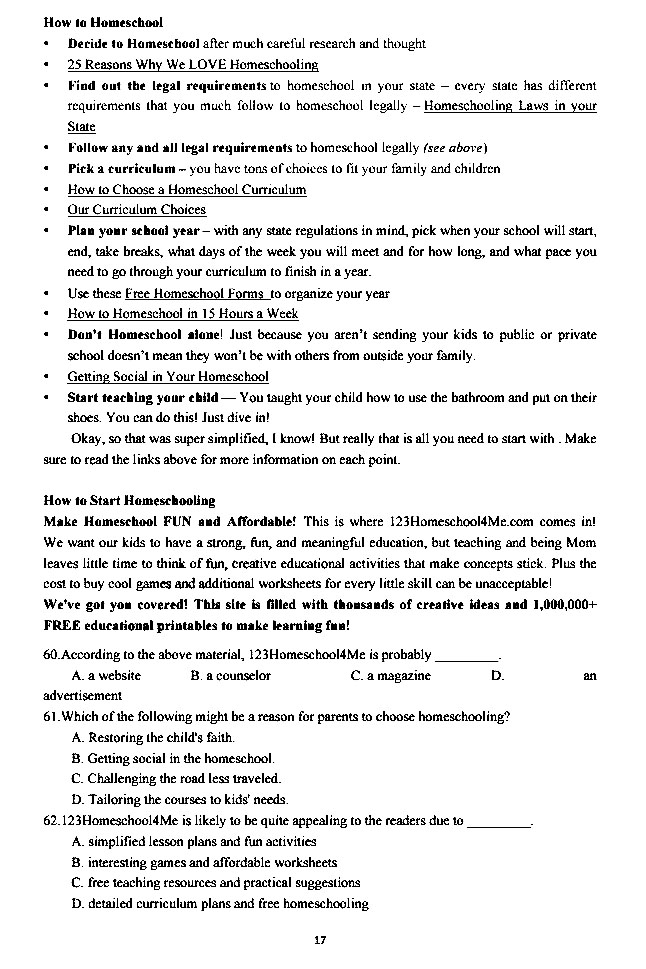 How to Homeschool
• Decide to Homeschool after much careful research and thought
• 25 Reasons Why We LOVE Homeschooling
• Find out the legal requirements to homeschool in your state – every state has different
requirements that you much follow to homeschool legally – Homeschooling Laws in your
State
• Follow any and all legal requirements to homeschool legally (see above)
• Pick a curriculum – you have tons of choices to fit your family and children
• How to Choose a Homeschool Curriculum
• Our Curriculum Choices
• Plan your school year – with any state regulations in mind, pick when your school will start,
end, take breaks, what days of the week you will meet and for how long, and what pace you
need to go through your curriculum to finish in a year.
• Use these Free Homeschool Forms to organize your year
• How to Homeschool in 15 Hours a Week
• Don't Homeschool alone! Just because you aren't sending your kids to public or private
school doesn't mean they won't be with others from outside your family.
• Getting Social in Your Homeschool
• Start teaching your child — You taught your child how to use the bathroom and put on their
shoes. You can do this! Just dive in!
Okay, so that was super simplified, I know! But really that is all you need to start with . Make
sure to read the links above for more information on each point.
How to Start Homeschooling
Make Homeschool FUN and Affordable! This is where 123Homeschool4Me.com comes in!
We want our kids to have a strong, fun, and meaningful education, but teaching and being Mom
leaves little time to think of fun, creative educational activities that make concepts stick. Plus the
cost to buy cool games and additional worksheets for every little skill can be unacceptable!
We've got you covered! This site is filled with thousands of creative ideas and 1,000,000+
FREE educational printables to make learning fun!
60.According to the above material, 123Homeschool4Me is probably _________.
A. a website B. a counselor C. a magazine D. an
advertisement
61.Which of the following might be a reason for parents to choose homeschooling?
A. Restoring the child's faith.
B. Getting social in the homeschool.
C. Challenging the road less traveled.
D. Tailoring the courses to kids' needs.
62.123Homeschool4Me is likely to be quite appealing to the readers due to _________.
A. simplified lesson plans and fun activities
B. interesting games and affordable worksheets
C. free teaching resources and practical suggestions
D. detailed curriculum plans and free homeschooling
17